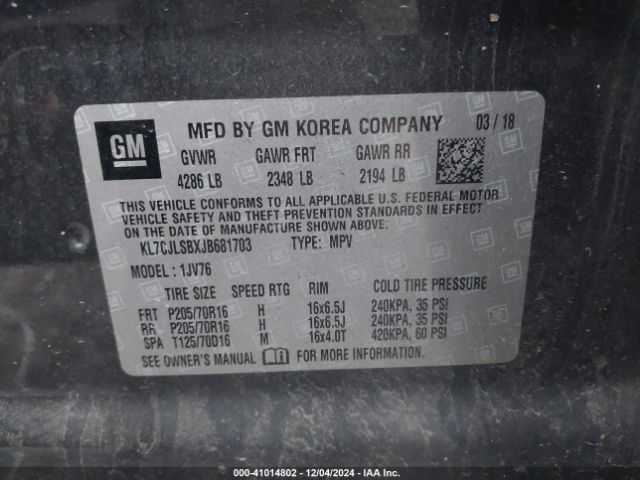 GM
MFD BY GM KOREA COMPANY 03 / 18
GVWR GAWR FRT GAWR RR
4286 LB 2348 LB 2194 LB
THIS VEHICLE CONFORMS TO ALL APPLICABLE U.S. FEDERAL MOTOR
VEHICLE SAFETY AND THEFT PREVENTION STANDARDS IN EFFECT
ON THE DATE OF MANUFACTURE SHOWN ABOVE.
KL7CJLSBXJB681703 TYPE: MPV
MODEL : 1JV76
TIRE SIZE SPEED RTG RIM COLD TIRE PRESSURE
FRT P205/70R16 H 16x6.5J 240KPA, 35 PSI
RR P205/70R16 H 16x6.5J 240KPA, 35 PSI
SPA T125/70D16 M 16x4.0T 420KPA, 60 PSI
SEE OWNER'S MANUAL FOR MORE INFORMATION.
000-41014802 - 12/04/2024 - IAA Inc.